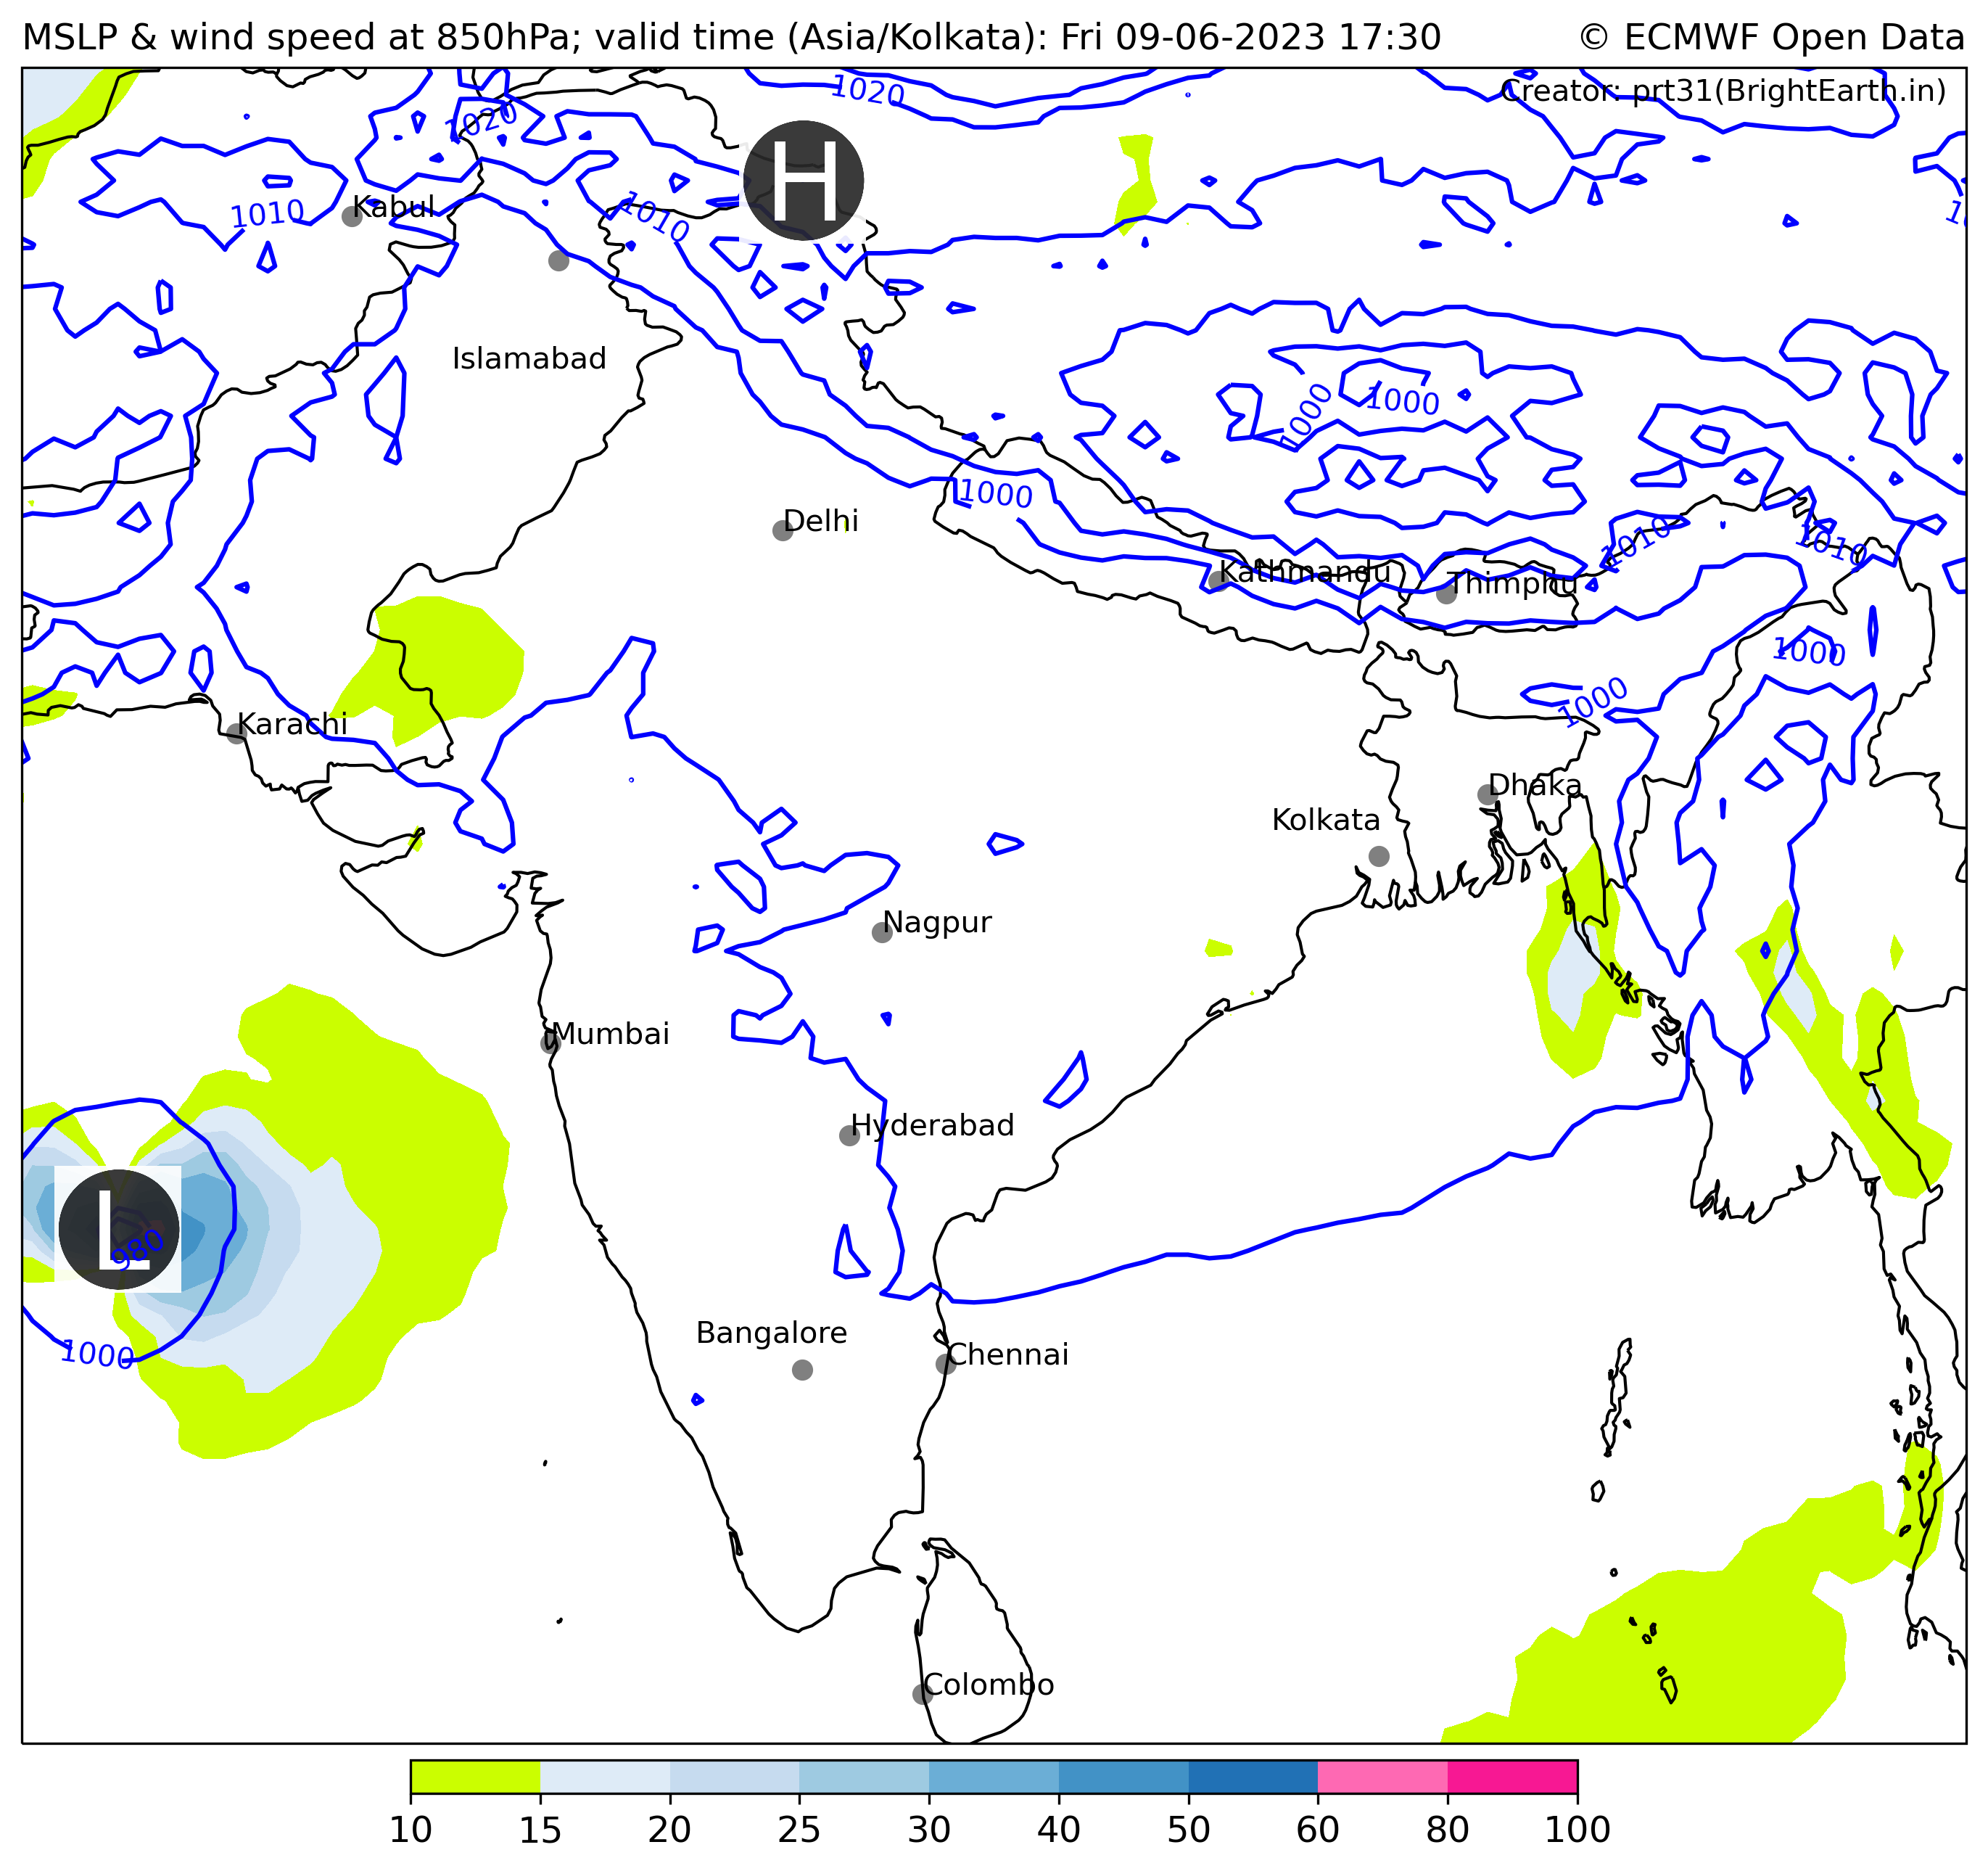 MSLP & wind speed at 850hPa; valid time (Asia/Kolkata): Fri 09-06-2023 17:30
© ECMWF Open Data
Creator: prt31(BrightEarth.in)
1020
1020
H
Kabul
1010
1010
Islamabad
1000
1000
1000
Delhi
1010
1010
Kathmandu
Thimphu
1000
1000
Karachi
Dhaka
Kolkata
Nagpur
Mumbai
Hyderabad
L
980
1000
Bangalore
Chennai
Colombo
10 15 20 25 30 40 50 60 80 100